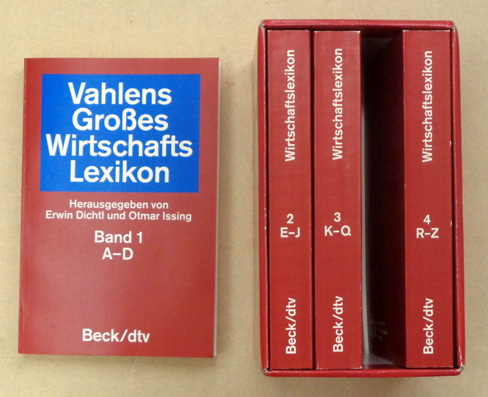 Vahlens
Großes
Wirtschafts
Lexikon
Herausgegeben von
Erwin Dichtl und Otmar Issing
Band 1
A–D
Beck/dtv
Wirtschaftslexikon
2
E–J
Beck/dtv
Wirtschaftslexikon
3
K–Q
Beck/dtv
Wirtschaftslexikon
4
R–Z
Beck/dtv